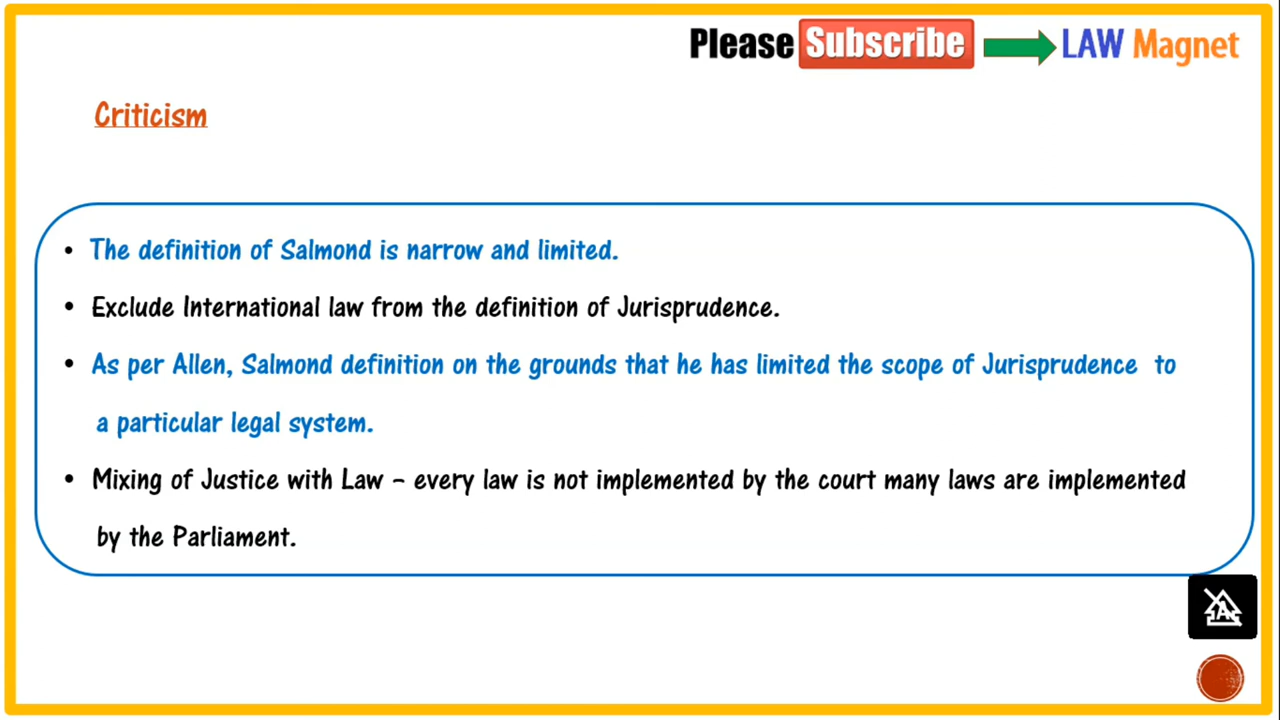 Please Subscribe LAW Magnet
Criticism
• The definition of Salmond is narrow and limited.
• Exclude International law from the definition of Jurisprudence.
• As per Allen, Salmond definition on the grounds that he has limited the scope of Jurisprudence to
a particular legal system.
• Mixing of Justice with Law – every law is not implemented by the court many laws are implemented
by the Parliament.
A